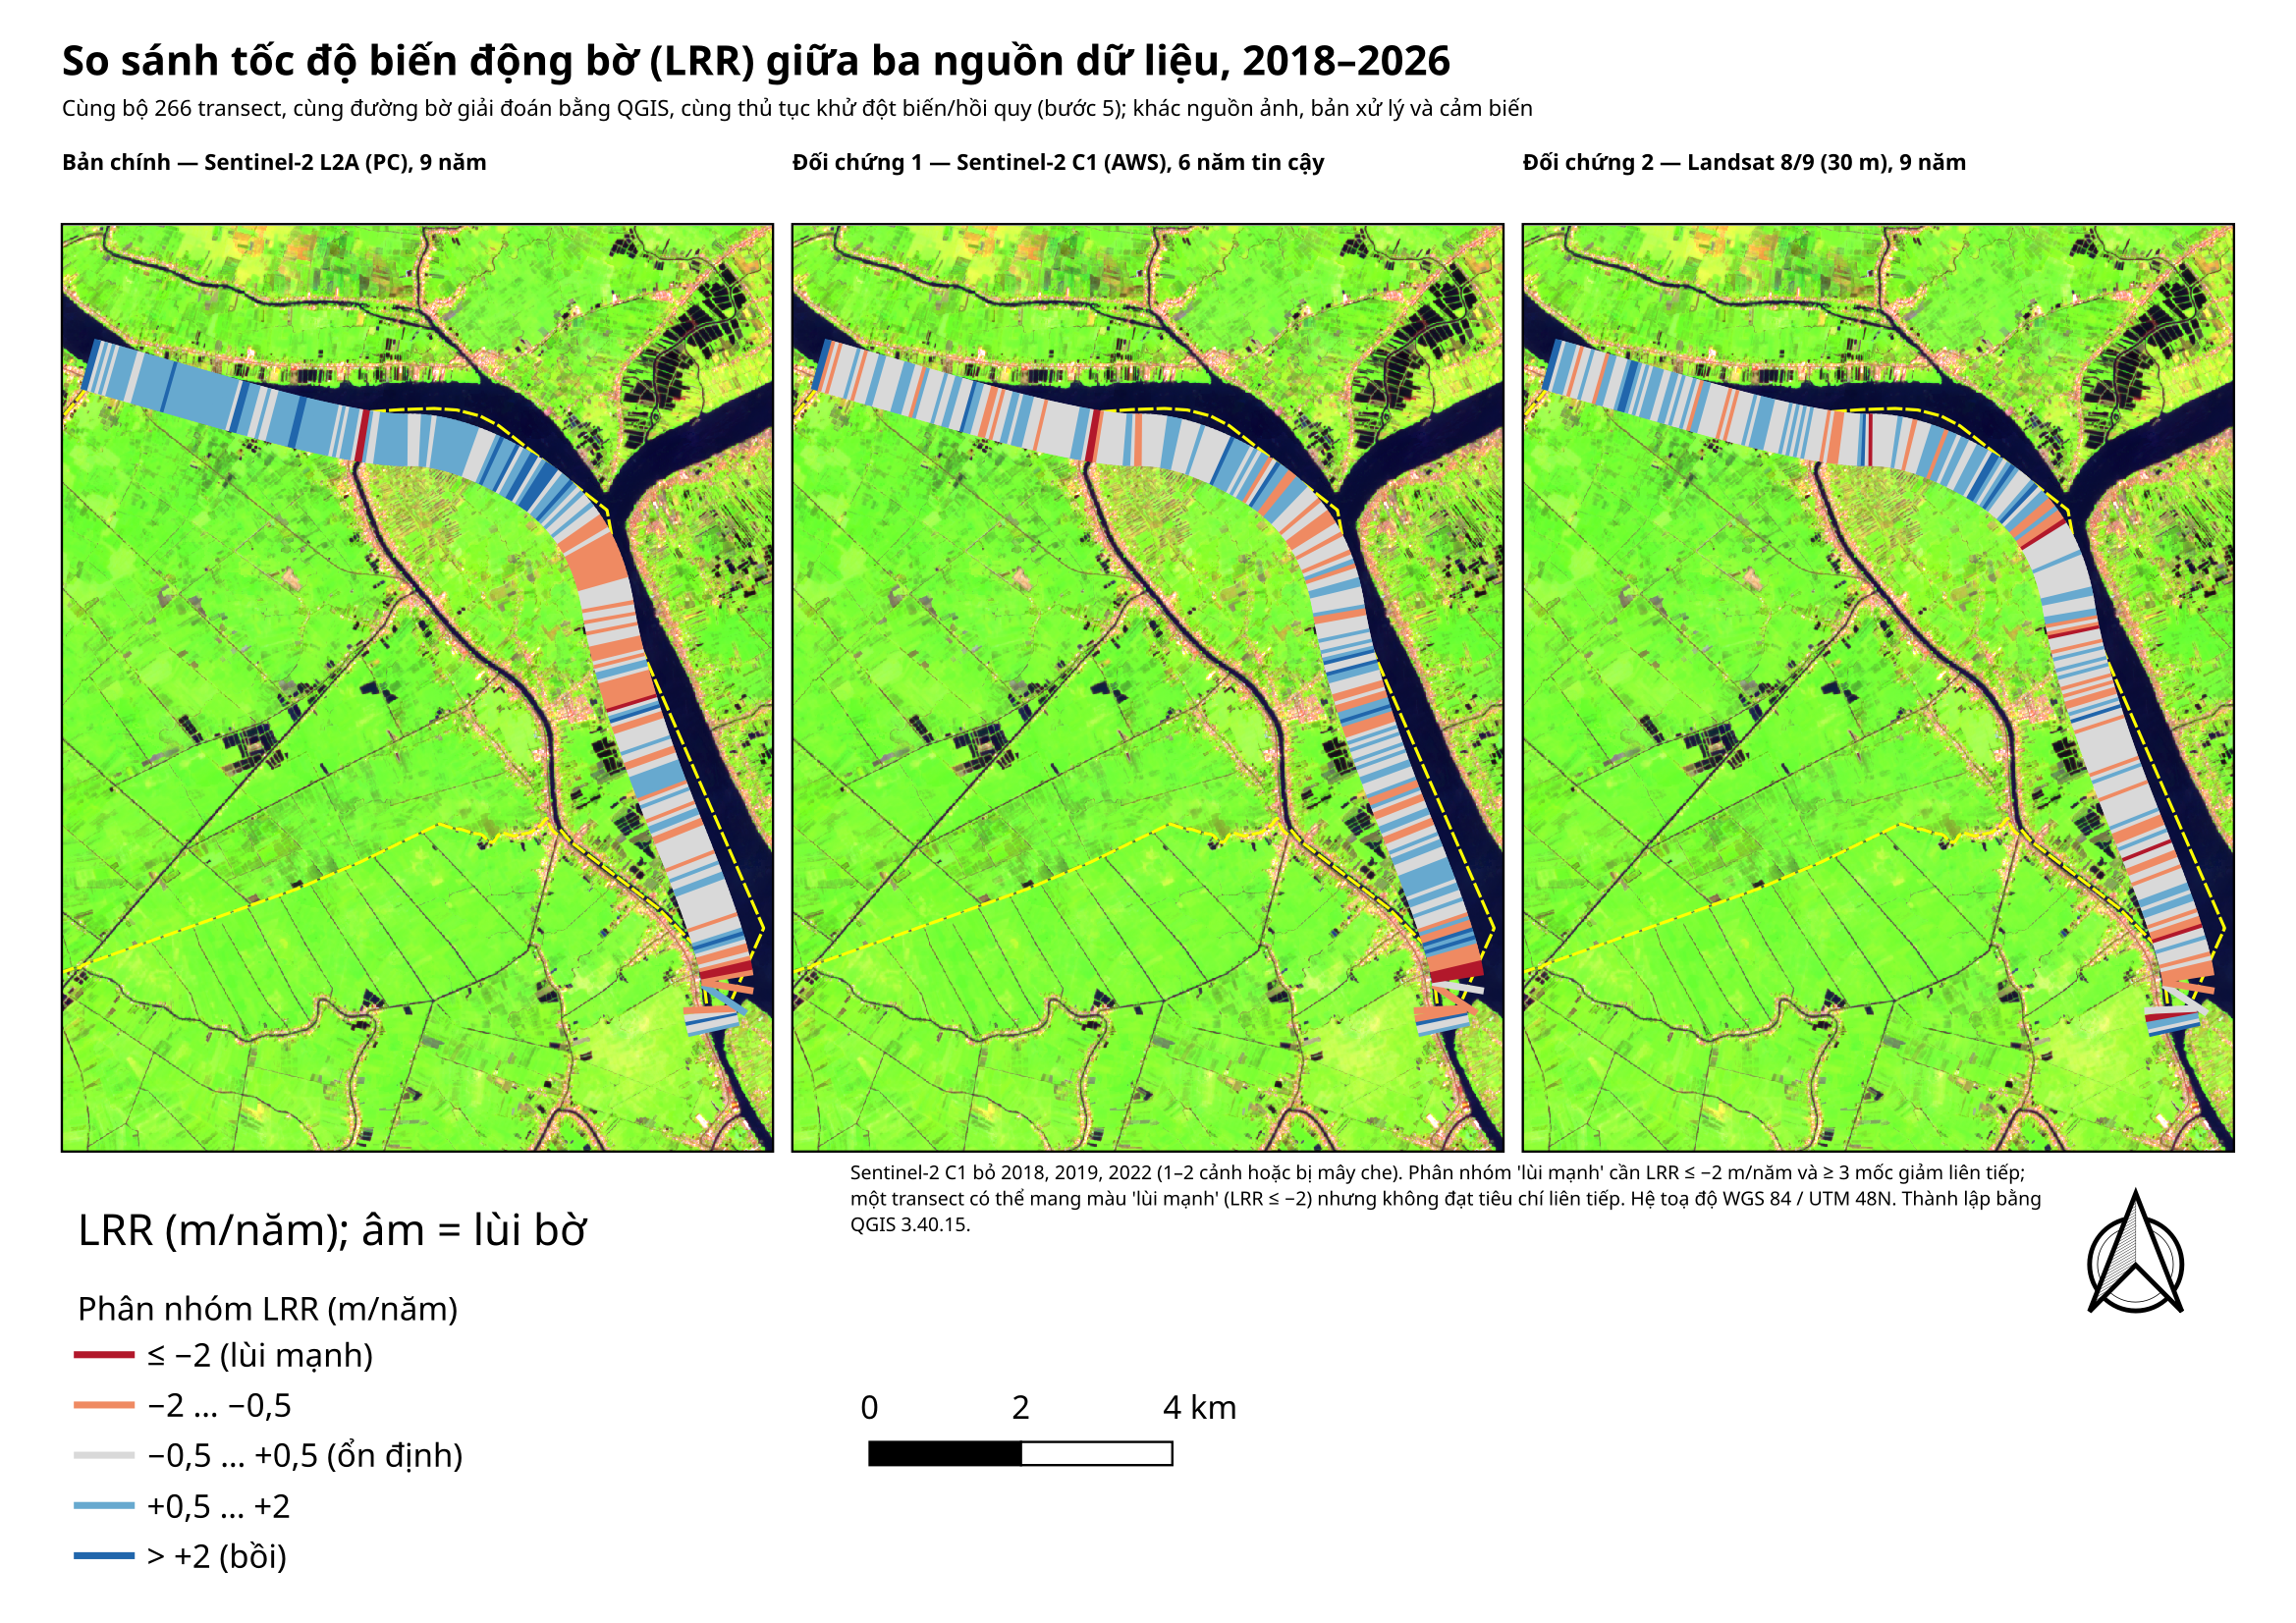 So sánh tốc độ biến động bờ (LRR) giữa ba nguồn dữ liệu, 2018–2026
Cùng bộ 266 transect, cùng đường bờ giải đoán bằng QGIS, cùng thủ tục khử đột biến/hồi quy (bước 5); khác nguồn ảnh, bản xử lý và cảm biến
Bản chính — Sentinel-2 L2A (PC), 9 năm
Đối chứng 1 — Sentinel-2 C1 (AWS), 6 năm tin cậy
Đối chứng 2 — Landsat 8/9 (30 m), 9 năm
Sentinel-2 C1 bỏ 2018, 2019, 2022 (1–2 cảnh hoặc bị mây che). Phân nhóm 'lùi mạnh' cần LRR ≤ −2 m/năm và ≥ 3 mốc giảm liên tiếp;
một transect có thể mang màu 'lùi mạnh' (LRR ≤ −2) nhưng không đạt tiêu chí liên tiếp. Hệ toạ độ WGS 84 / UTM 48N. Thành lập bằng
QGIS 3.40.15.
LRR (m/năm); âm = lùi bờ
Phân nhóm LRR (m/năm)
≤ −2 (lùi mạnh)
−2 … −0,5
−0,5 … +0,5 (ổn định)
+0,5 … +2
> +2 (bồi)
0 2 4 km